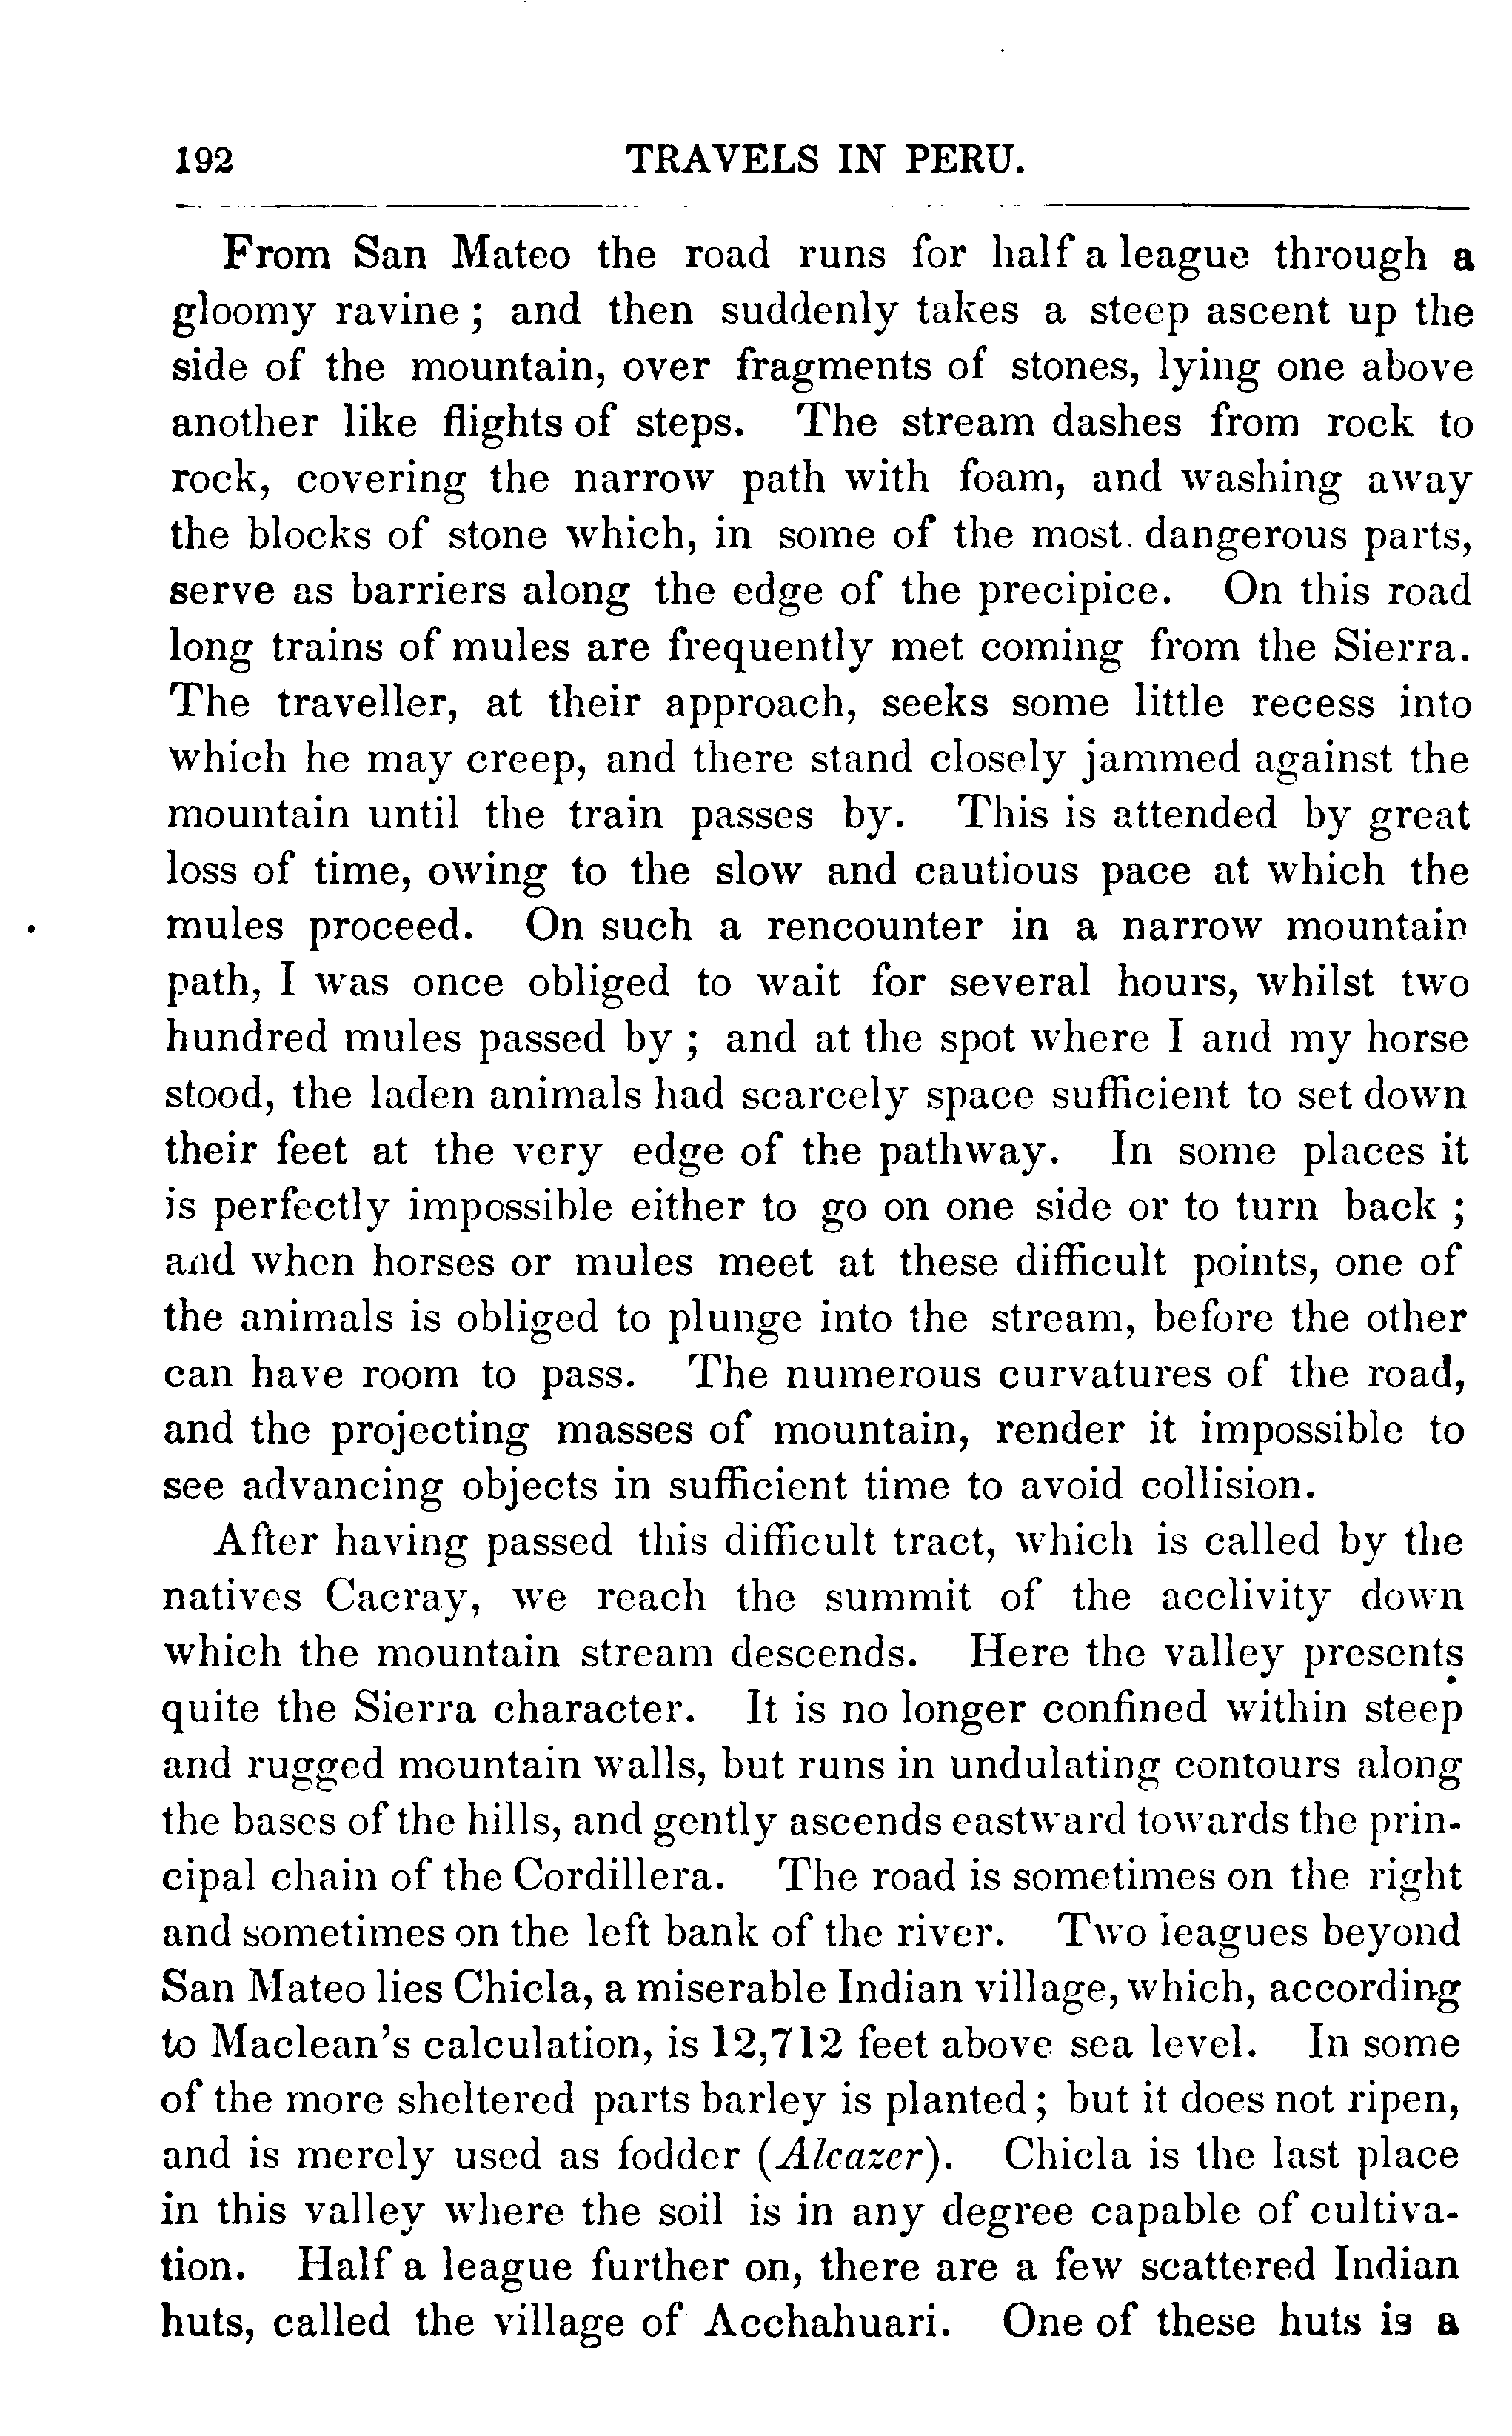 192 TRAVELS IN PERU.
From San Mateo the road runs for half a league through a
gloomy ravine ; and then suddenly takes a steep ascent up the
side of the mountain, over fragments of stones, lying one above
another like flights of steps. The stream dashes from rock to
rock, covering the narrow path with foam, and washing away
the blocks of stone which, in some of the most dangerous parts,
serve as barriers along the edge of the precipice. On this road
long trains of mules are frequently met coming from the Sierra.
The traveller, at their approach, seeks some little recess into
which he may creep, and there stand closely jammed against the
mountain until the train passes by. This is attended by great
loss of time, owing to the slow and cautious pace at which the
mules proceed. On such a rencounter in a narrow mountain
path, I was once obliged to wait for several hours, whilst two
hundred mules passed by ; and at the spot where I and my horse
stood, the laden animals had scarcely space sufficient to set down
their feet at the very edge of the pathway. In some places it
is perfectly impossible either to go on one side or to turn back ;
and when horses or mules meet at these difficult points, one of
the animals is obliged to plunge into the stream, before the other
can have room to pass. The numerous curvatures of the road,
and the projecting masses of mountain, render it impossible to
see advancing objects in sufficient time to avoid collision.
After having passed this difficult tract, which is called by the
natives Cacray, we reach the summit of the acclivity down
which the mountain stream descends. Here the valley presents
quite the Sierra character. It is no longer confined within steep
and rugged mountain walls, but runs in undulating contours along
the bases of the hills, and gently ascends eastward towards the prin-
cipal chain of the Cordillera. The road is sometimes on the right
and sometimes on the left bank of the river. Two leagues beyond
San Mateo lies Chicla, a miserable Indian village, which, according
to Maclean's calculation, is 12,712 feet above sea level. In some
of the more sheltered parts barley is planted ; but it does not ripen,
and is merely used as fodder (Alcazer). Chicla is the last place
in this valley where the soil is in any degree capable of cultiva-
tion. Half a league further on, there are a few scattered Indian
huts, called the village of Acchahuari. One of these huts is a